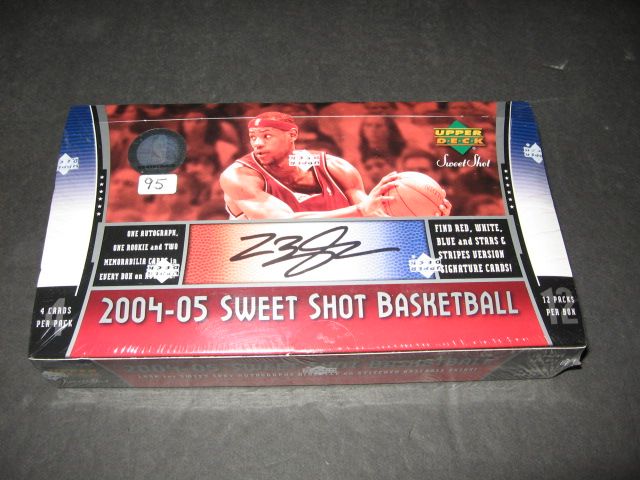 UPPER
DECK
Sweet Shot
95
ONE AUTOGRAPH,
ONE ROOKIE and TWO
MEMORABILIA CARDS in
EVERY BOX on
FIND RED, WHITE,
BLUE and STARS &
STRIPES VERSION
SIGNATURE CARDS!
4 CARDS
PER PACK
2004-05 SWEET SHOT BASKETBALL
12 PACKS
PER BOX